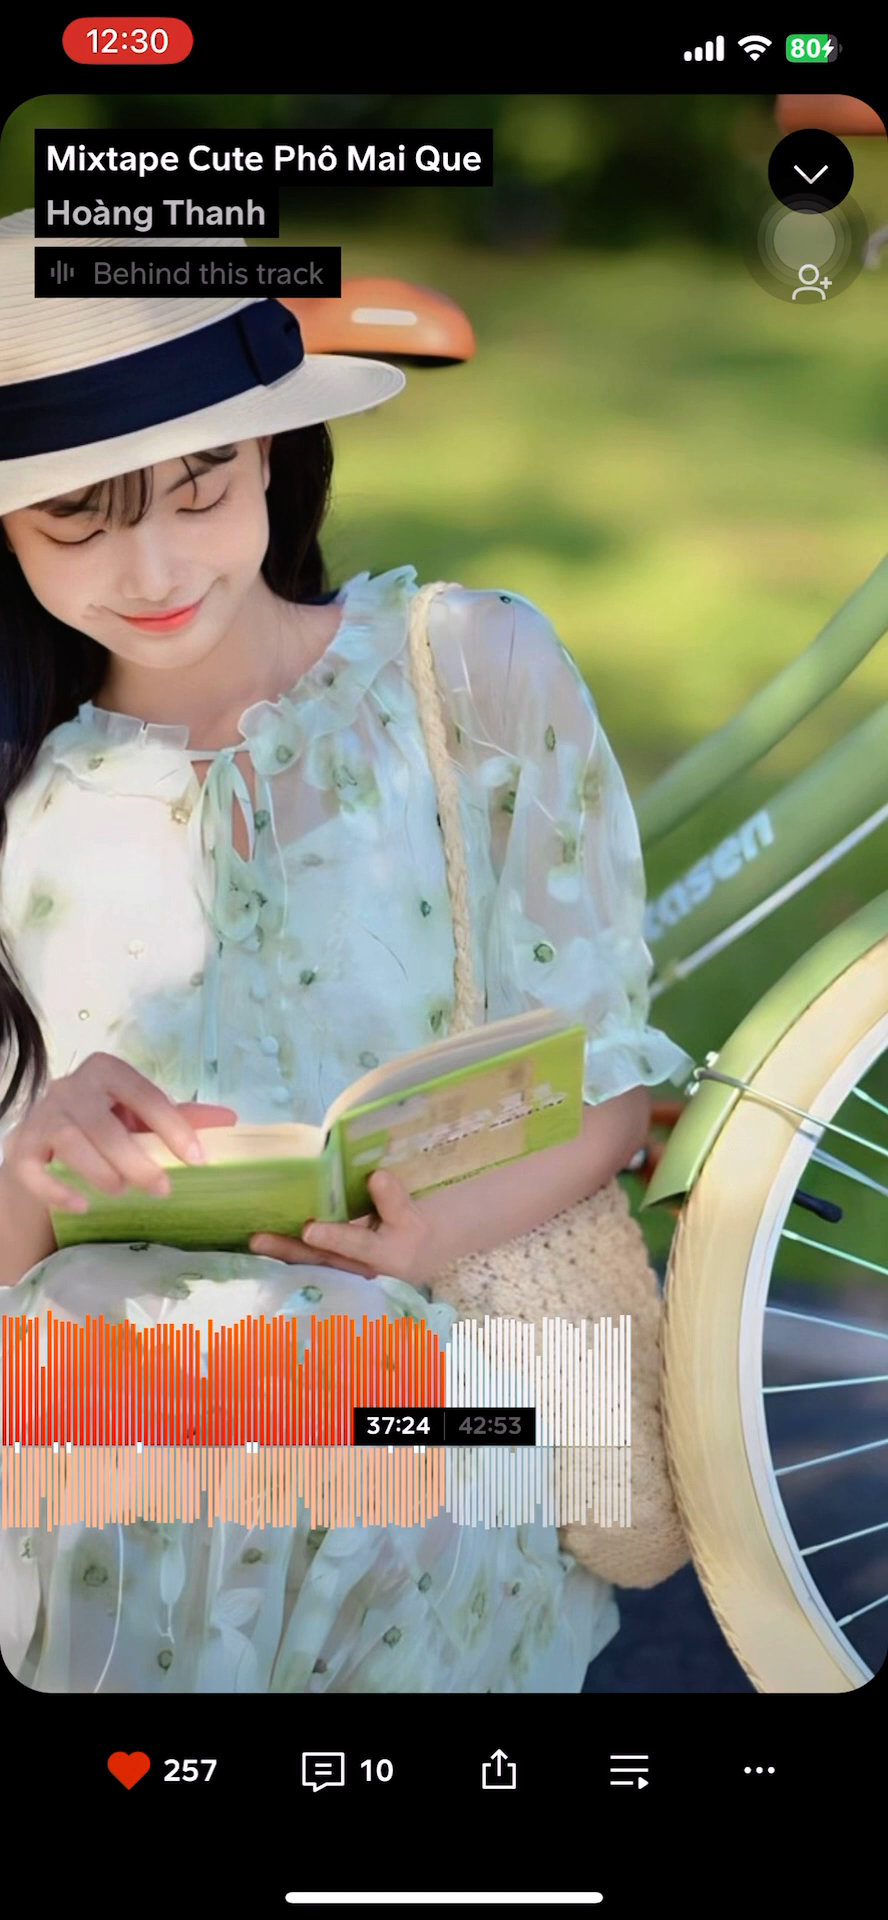 12:30
80
Mixtape Cute Phô Mai Que
Hoàng Thanh
Behind this track
37:24 42:53
257 10